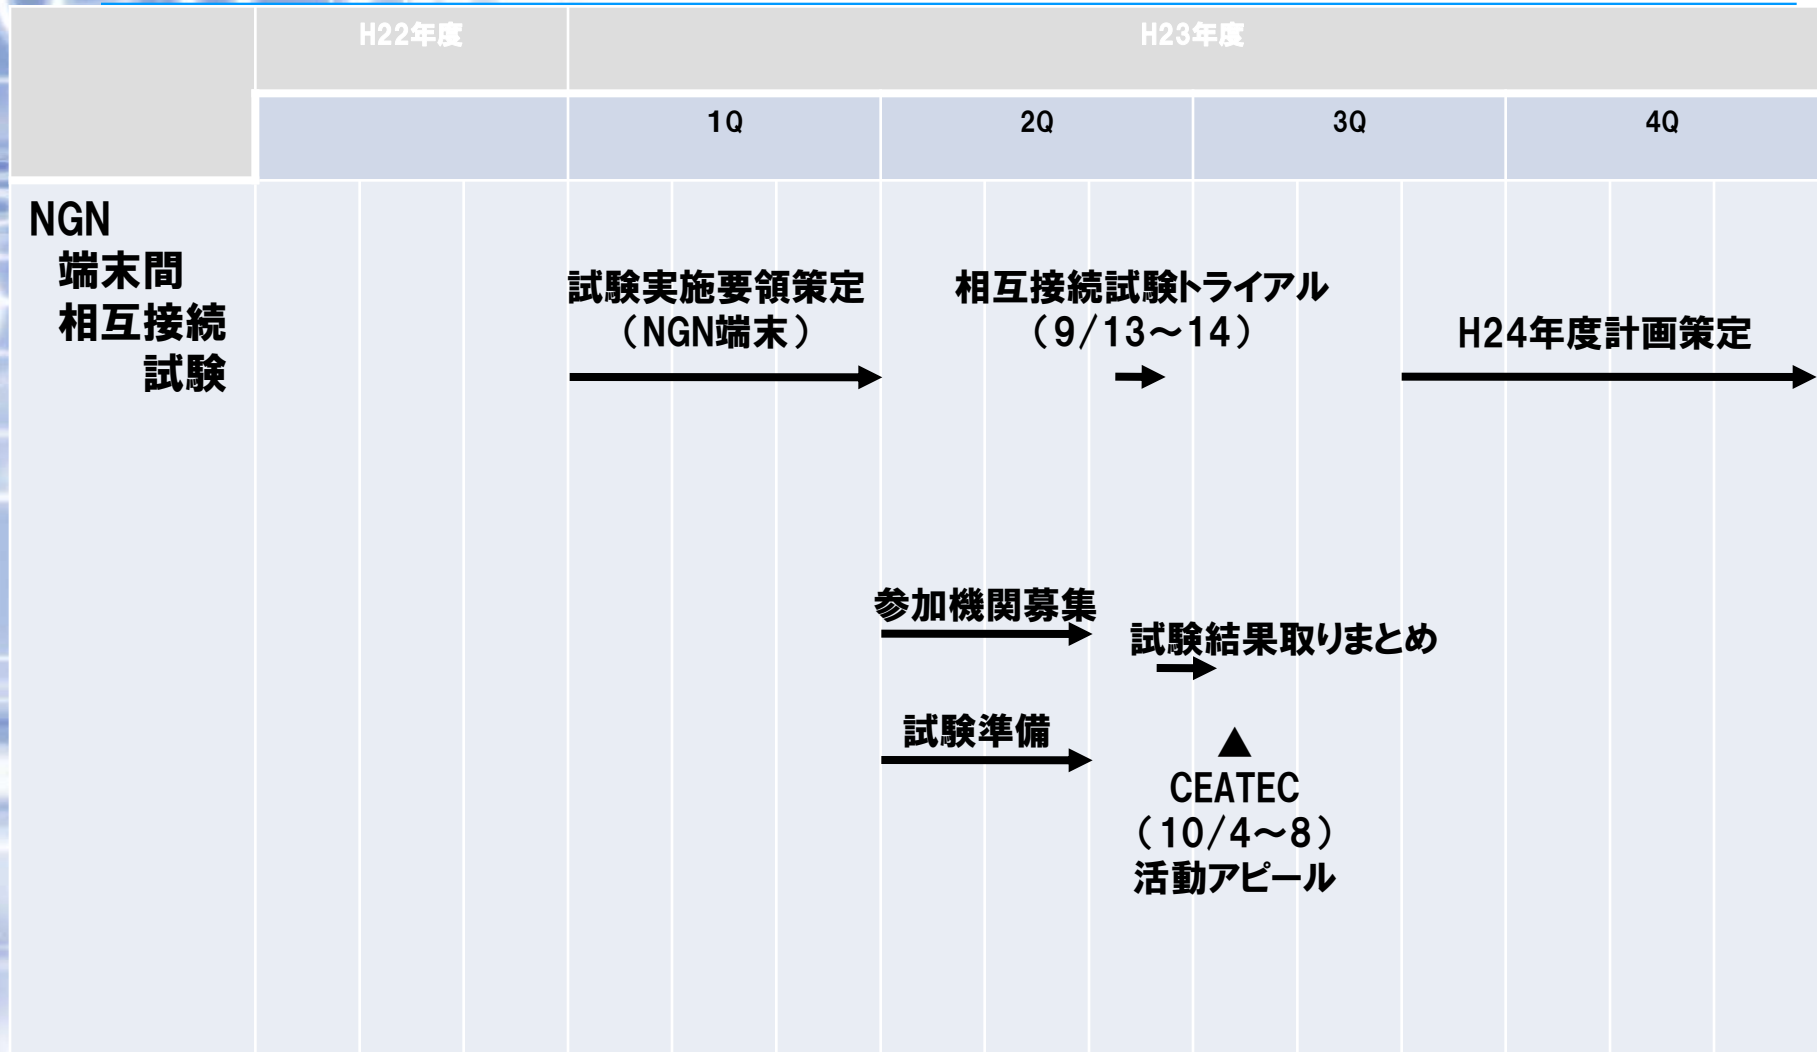 H22年度
H23年度
1Q
2Q
3Q
4Q
NGN
端末間
相互接続
試験
試験実施要領策定
（NGN端末）
相互接続試験トライアル
（9/13～14）
H24年度計画策定
参加機関募集
試験結果取りまとめ
試験準備
▲
CEATEC
（10/4～8）
活動アピール